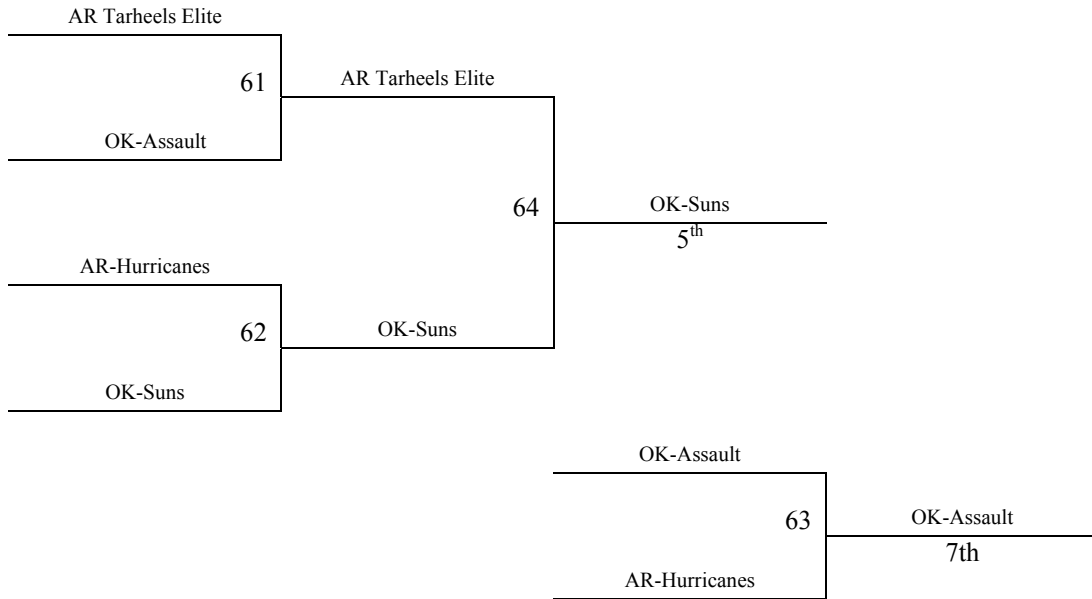 AR Tarheels Elite
61
AR Tarheels Elite
OK-Assault
64
OK-Suns
5th
AR-Hurricanes
62
OK-Suns
OK-Suns
OK-Assault
63
OK-Assault
7th
AR-Hurricanes